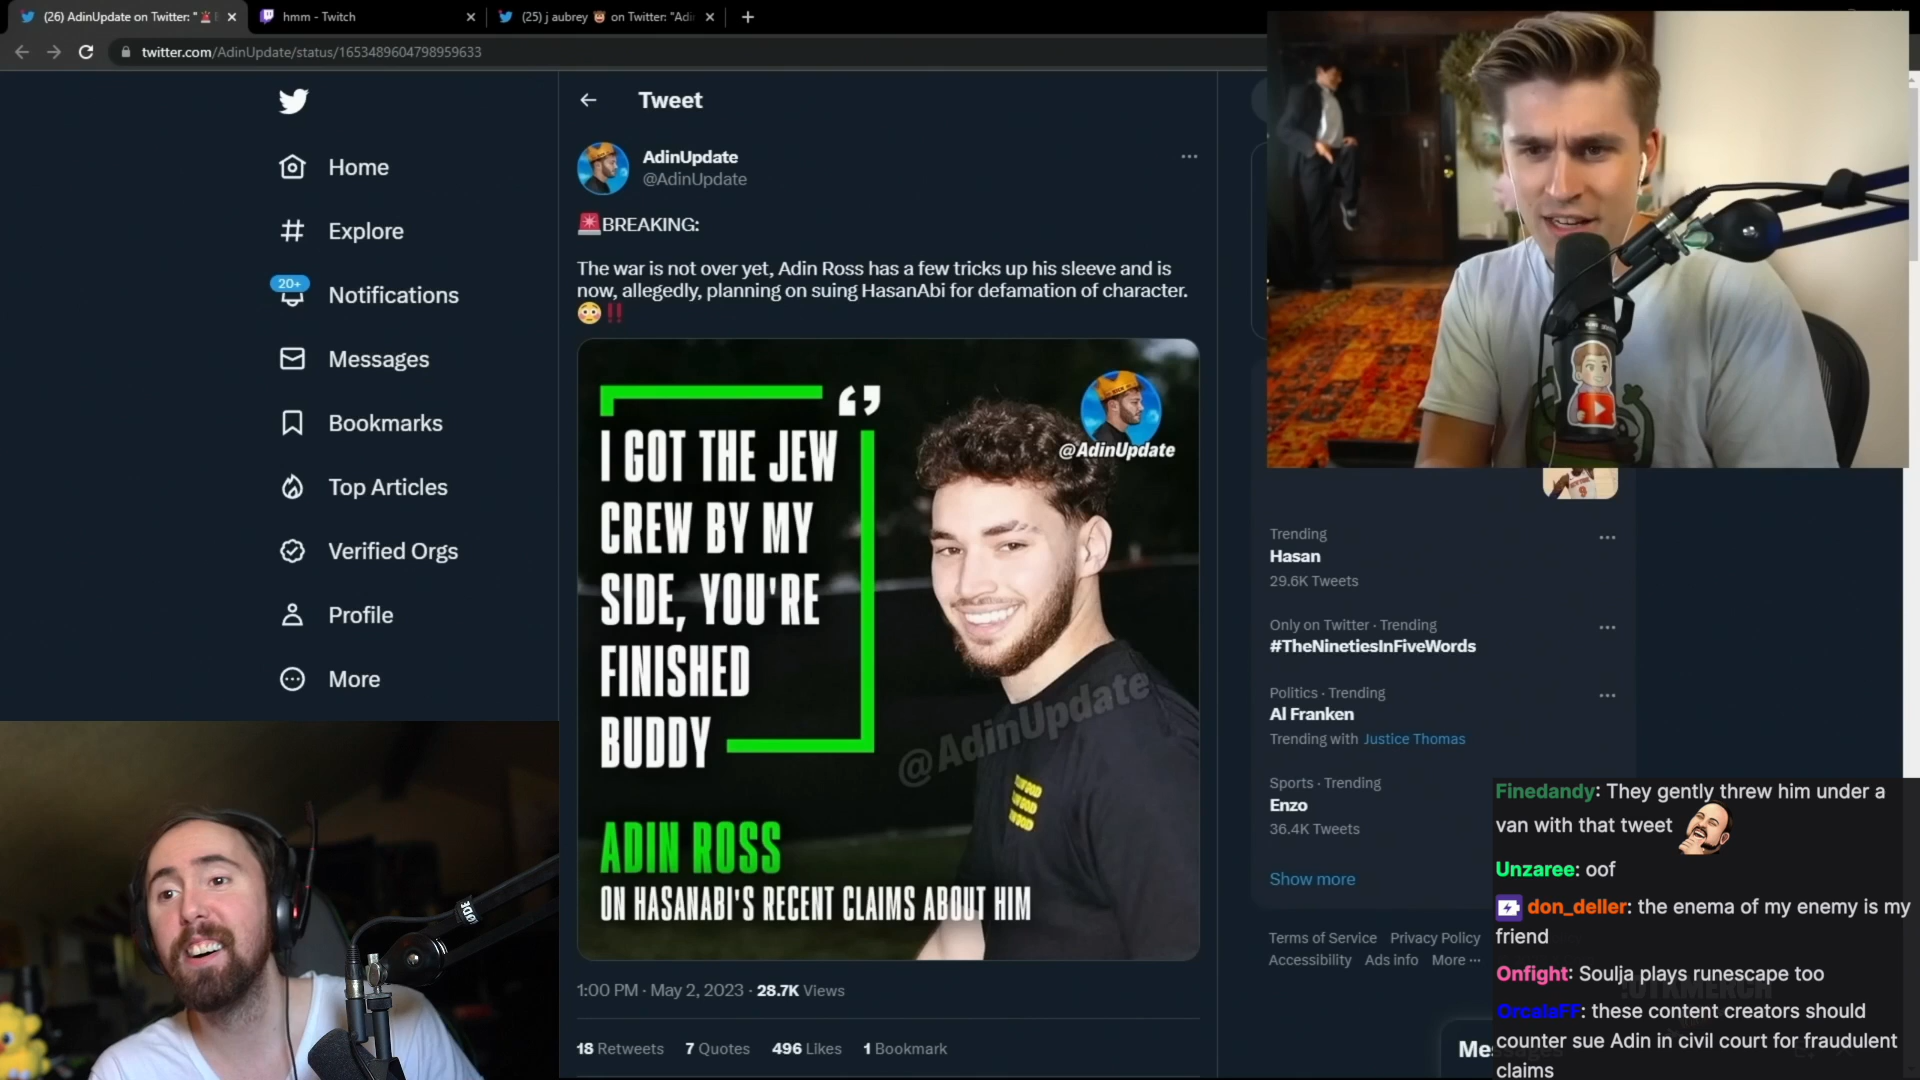 (26) AdinUpdate on Twitter: "🚨
hmm - Twitch
(25) j aubrey 🦉 on Twitter: "Adi
twitter.com/AdinUpdate/status/1653489604798959633
Home
Explore
20+
Notifications
Messages
Bookmarks
Top Articles
Verified Orgs
Profile
More
Tweet
AdinUpdate
@AdinUpdate
🚨BREAKING:
The war is not over yet, Adin Ross has a few tricks up his sleeve and is
now, allegedly, planning on suing HasanAbi for defamation of character.
😳‼️
@AdinUpdate
I GOT THE JEW
CREW BY MY
SIDE, YOU'RE
FINISHED
BUDDY
@AdinUpdate
ADIN ROSS
ON HASANABI'S RECENT CLAIMS ABOUT HIM
1:00 PM · May 2, 2023 · 28.7K Views
18 Retweets 7 Quotes 496 Likes 1 Bookmark
Trending
Hasan
29.6K Tweets
Only on Twitter · Trending
#TheNinetiesInFiveWords
Politics · Trending
Al Franken
Trending with Justice Thomas
Sports · Trending
Enzo
36.4K Tweets
Show more
Terms of Service Privacy Policy
Accessibility Ads info More ···
Messages
Finedandy: They gently threw him under a
van with that tweet
Unzaree: oof
don_deller: the enema of my enemy is my
friend
Onfight: Soulja plays runescape too
OrcalaFF: these content creators should
counter sue Adin in civil court for fraudulent
claims